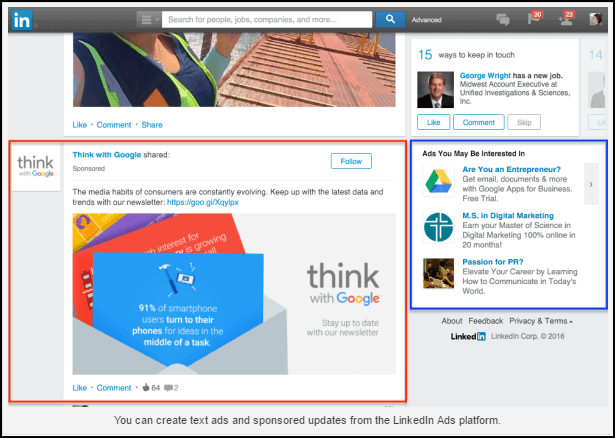 in
Search for people, jobs, companies, and more...
Advanced
30
23
15 ways to keep in touch
14
George Wright has a new job.
Midwest Account Executive at
Unified Investigations & Sciences,
Inc.
Like
Comment
Skip
Like • Comment • Share
think
with Google
Think with Google shared:
Sponsored
Follow
The media habits of consumers are constantly evolving. Keep up with the latest data and
trends with our newsletter: https://goo.gl/Xqylpx
interest for
is growing
91% of smartphone
users turn to their
phones for ideas in the
middle of a task
think
with Google
Stay up to date
with our newsletter
Like • Comment • 64 2
Ads You May Be Interested In
Are You an Entrepreneur?
Get email, documents & more
with Google Apps for Business.
Free Trial.
M.S. in Digital Marketing
Earn your Master of Science in
Digital Marketing 100% online in
20 months!
Passion for PR?
Elevate Your Career by Learning
How to Communicate in Today's
World.
About Feedback Privacy & Terms
Linked in LinkedIn Corp. © 2016
You can create text ads and sponsored updates from the LinkedIn Ads platform.